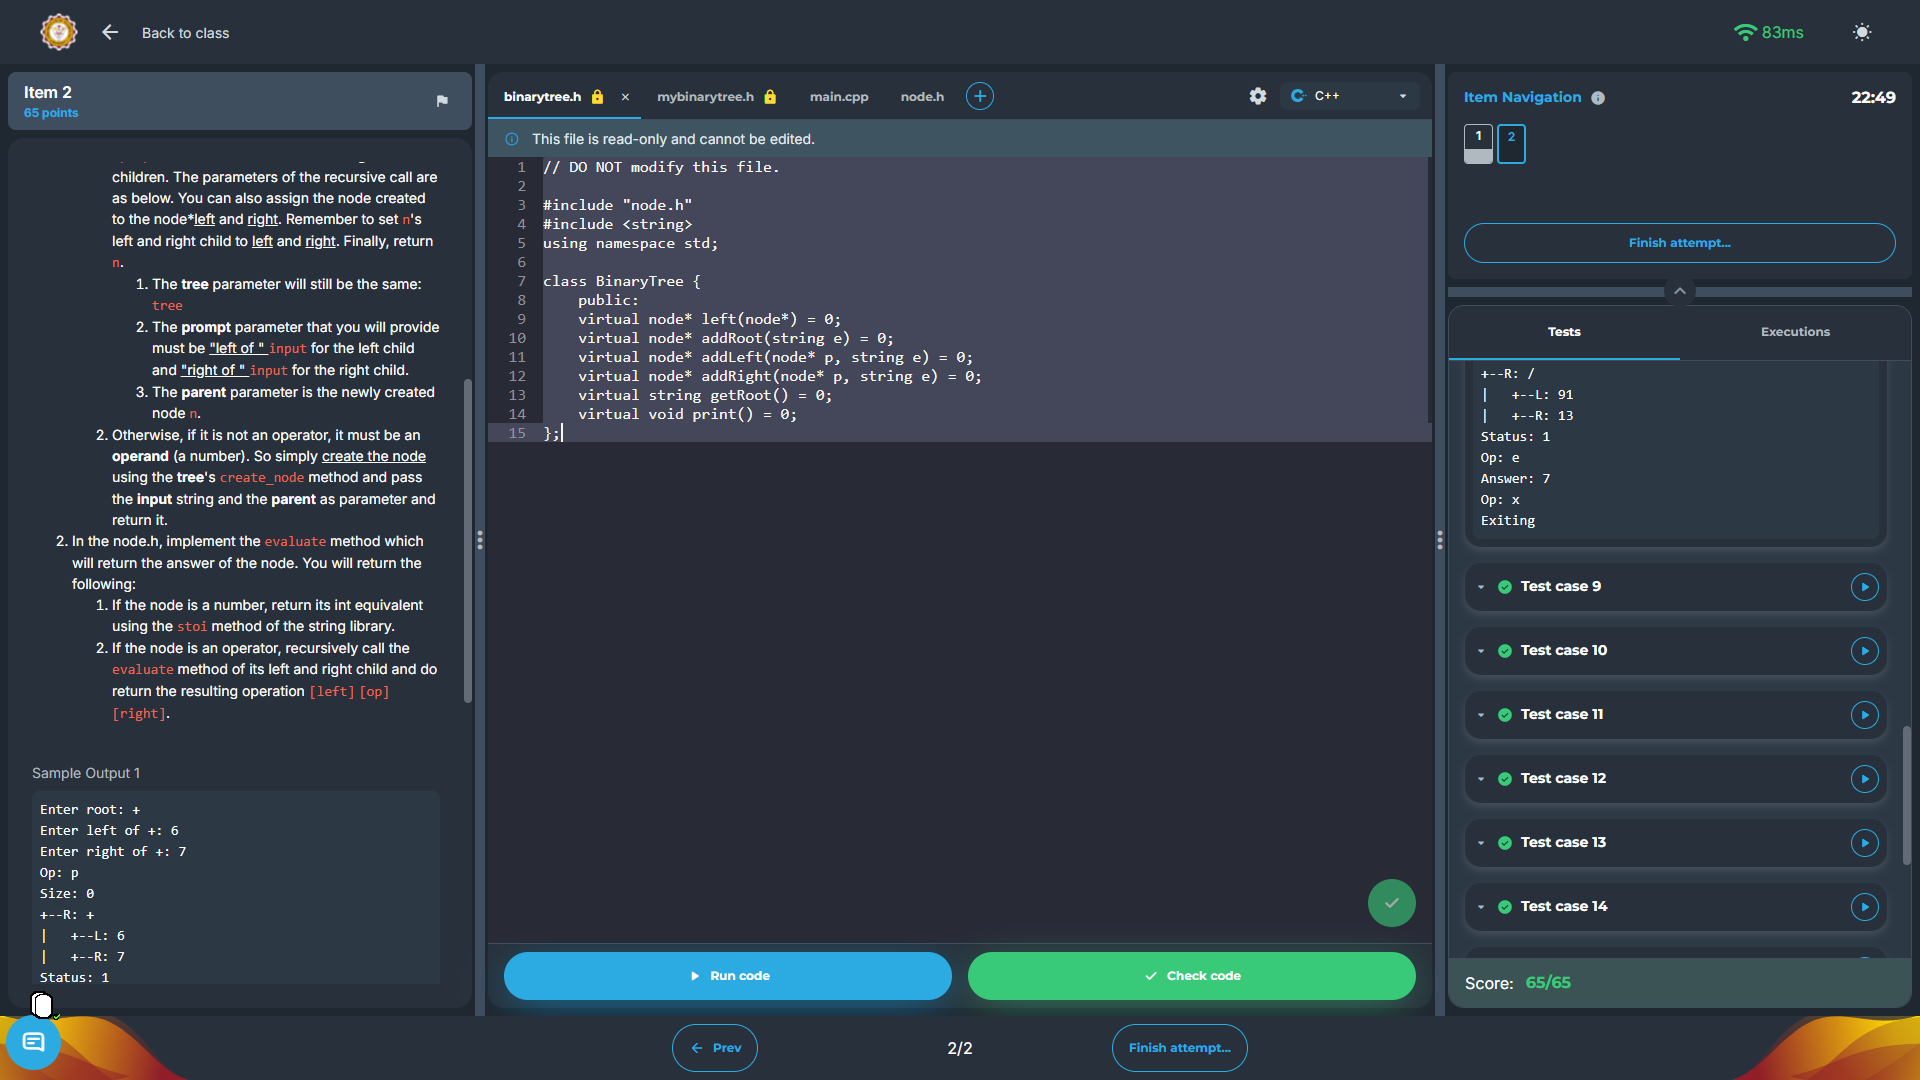 Back to class
83ms
Item 2
65 points
children. The parameters of the recursive call are
as below. You can also assign the node created
to the node*left and right. Remember to set n's
left and right child to left and right. Finally, return
n.
1. The tree parameter will still be the same:
tree
2. The prompt parameter that you will provide
must be "left of " input for the left child
and "right of " input for the right child.
3. The parent parameter is the newly created
node n.
2. Otherwise, if it is not an operator, it must be an
operand (a number). So simply create the node
using the tree's create_node method and pass
the input string and the parent as parameter and
return it.
2. In the node.h, implement the evaluate method which
will return the answer of the node. You will return the
following:
1. If the node is a number, return its int equivalent
using the stoi method of the string library.
2. If the node is an operator, recursively call the
evaluate method of its left and right child and do
return the resulting operation [left] [op]
[right].
Sample Output 1
Enter root: +
Enter left of +: 6
Enter right of +: 7
Op: p
Size: 0
+--R: +
|   +--L: 6
|   +--R: 7
Status: 1
binarytree.h
mybinarytree.h
main.cpp
node.h
C++
This file is read-only and cannot be edited.
1 // DO NOT modify this file.
2
3 #include "node.h"
4 #include <string>
5 using namespace std;
6
7 class BinaryTree {
8     public:
9     virtual node* left(node*) = 0;
10     virtual node* addRoot(string e) = 0;
11     virtual node* addLeft(node* p, string e) = 0;
12     virtual node* addRight(node* p, string e) = 0;
13     virtual string getRoot() = 0;
14     virtual void print() = 0;
15 };
Run code
Check code
Item Navigation
22:49
1
2
Finish attempt...
Tests
Executions
+--R: /
|   +--L: 91
|   +--R: 13
Status: 1
Op: e
Answer: 7
Op: x
Exiting
Test case 9
Test case 10
Test case 11
Test case 12
Test case 13
Test case 14
Score: 65/65
Prev
2/2
Finish attempt...